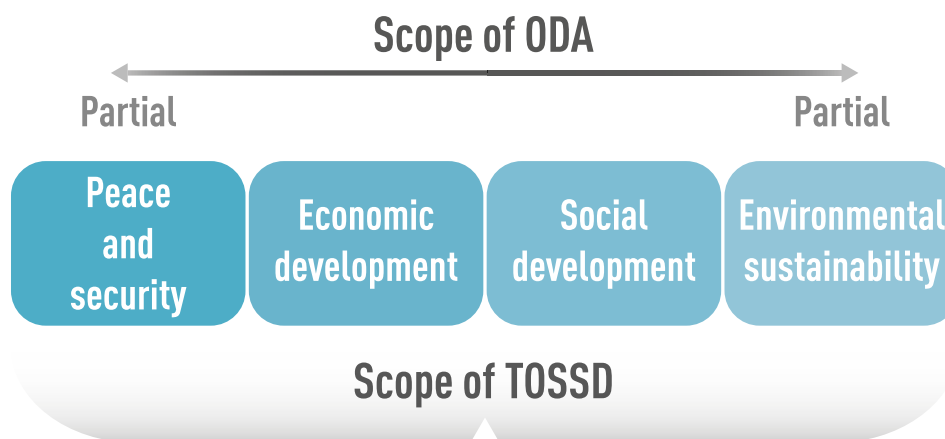 Scope of ODA
Partial
Partial
Peace
and
security
Economic
development
Social
development
Environmental
sustainability
Scope of TOSSD